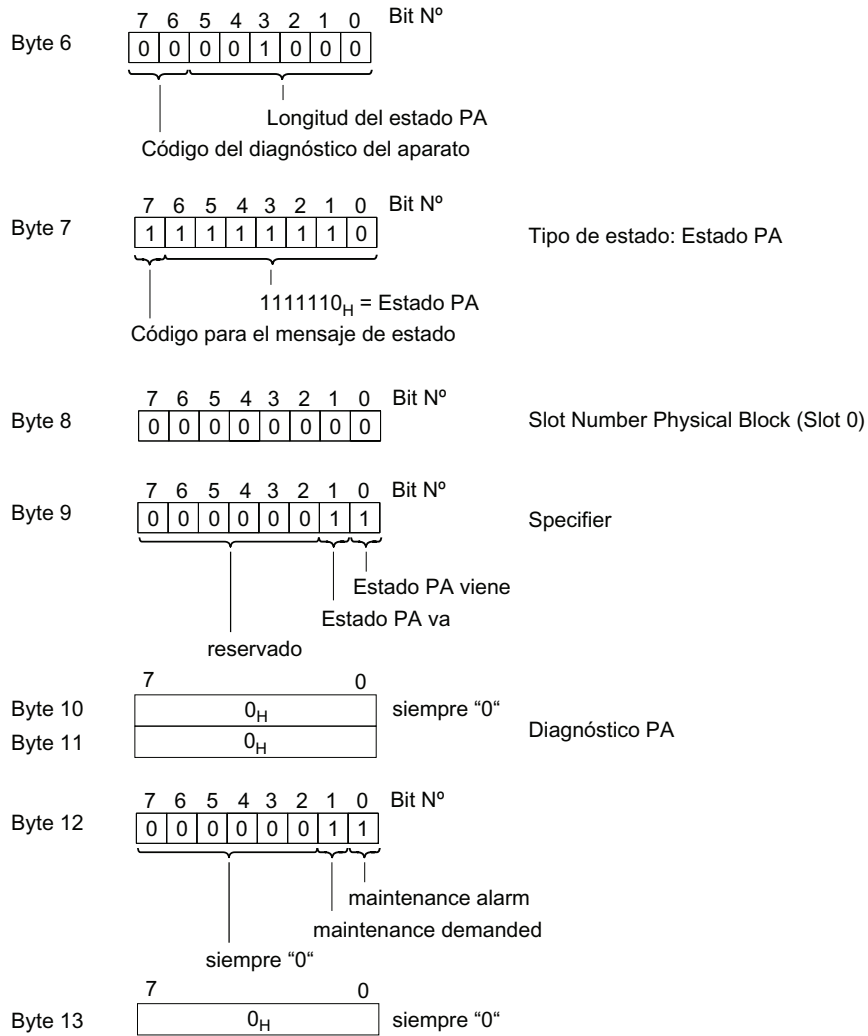 7 6 5 4 3 2 1 0 Bit Nº
Byte 6 0 0 0 0 1 0 0 0
Longitud del estado PA
Código del diagnóstico del aparato
7 6 5 4 3 2 1 0 Bit Nº
Byte 7 1 1 1 1 1 1 1 0 Tipo de estado: Estado PA
1111110H = Estado PA
Código para el mensaje de estado
7 6 5 4 3 2 1 0 Bit Nº
Byte 8 0 0 0 0 0 0 0 0 Slot Number Physical Block (Slot 0)
7 6 5 4 3 2 1 0 Bit Nº
Byte 9 0 0 0 0 0 0 1 1 Specifier
Estado PA viene
Estado PA va
reservado
7 0
Byte 10 0H siempre “0“
Diagnóstico PA
Byte 11 0H
7 6 5 4 3 2 1 0 Bit Nº
Byte 12 0 0 0 0 0 0 1 1
maintenance alarm
maintenance demanded
siempre “0“
7 0
Byte 13 0H siempre “0“